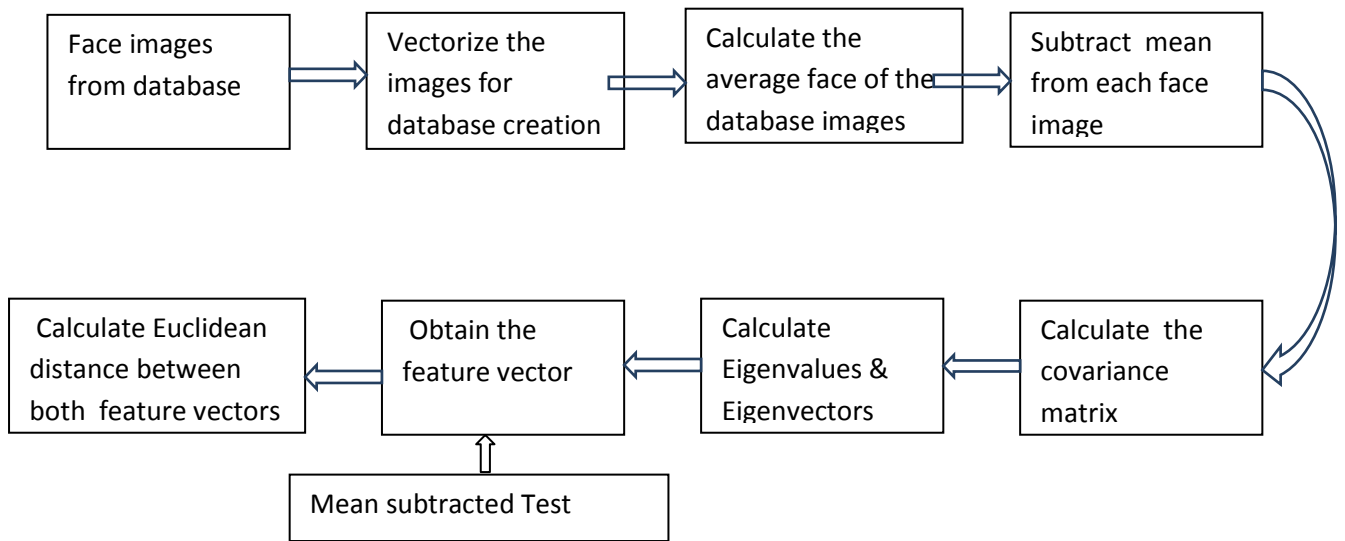 Face images
from database
Vectorize the
images for
database creation
Calculate the
average face of the
database images
Subtract mean
from each face
image
Calculate the
covariance
matrix
Calculate
Eigenvalues &
Eigenvectors
Obtain the
feature vector
Calculate Euclidean
distance between
both feature vectors
Mean subtracted Test